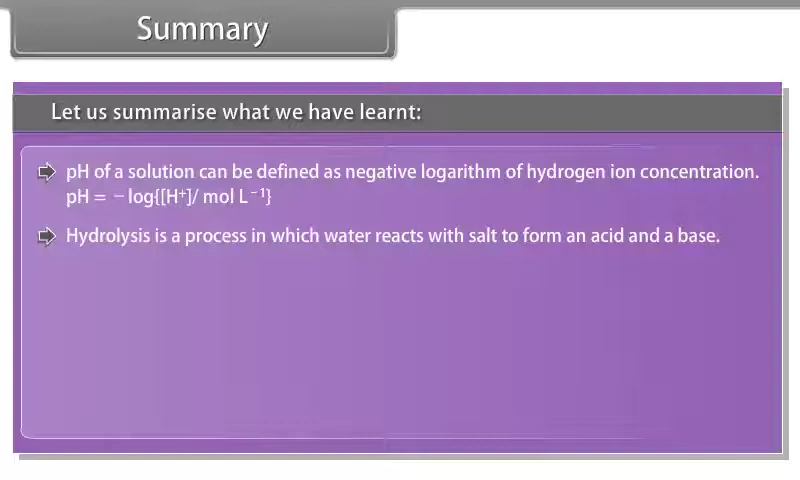 Summary
Let us summarise what we have learnt:
pH of a solution can be defined as negative logarithm of hydrogen ion concentration.
pH = −log{[H⁺]/ mol L⁻¹}
Hydrolysis is a process in which water reacts with salt to form an acid and a base.